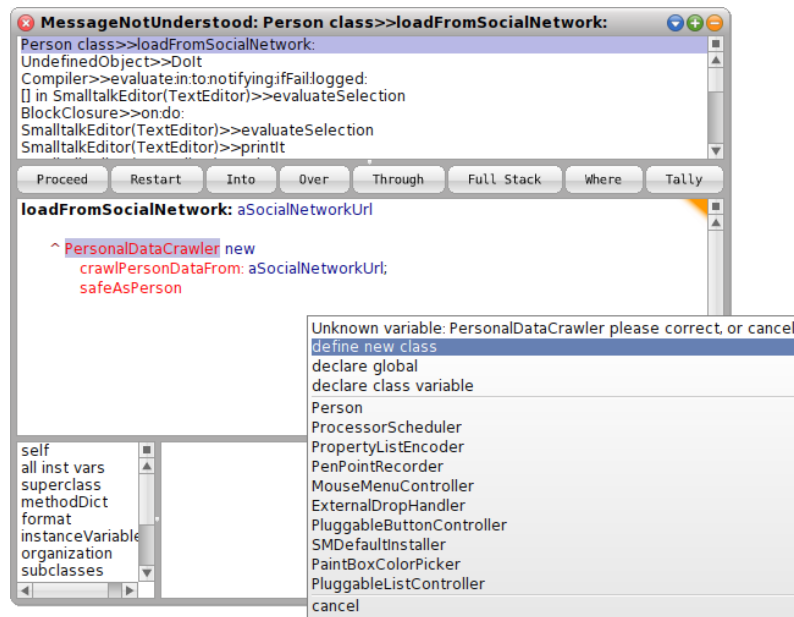 MessageNotUnderstood: Person class>>loadFromSocialNetwork:
Person class>>loadFromSocialNetwork:
UndefinedObject>>DoIt
Compiler>>evaluate:in:to:notifying:ifFail:logged:
[] in SmalltalkEditor(TextEditor)>>evaluateSelection
BlockClosure>>on:do:
SmalltalkEditor(TextEditor)>>evaluateSelection
SmalltalkEditor(TextEditor)>>printIt
Proceed Restart Into Over Through Full Stack Where Tally
loadFromSocialNetwork: aSocialNetworkUrl
^ PersonalDataCrawler new
crawlPersonDataFrom: aSocialNetworkUrl;
safeAsPerson
Unknown variable: PersonalDataCrawler please correct, or cancel
define new class
declare global
declare class variable
Person
ProcessorScheduler
PropertyListEncoder
PenPointRecorder
MouseMenuController
ExternalDropHandler
PluggableButtonController
SMDefaultInstaller
PaintBoxColorPicker
PluggableListController
cancel
self
all inst vars
superclass
methodDict
format
instanceVariable
organization
subclasses